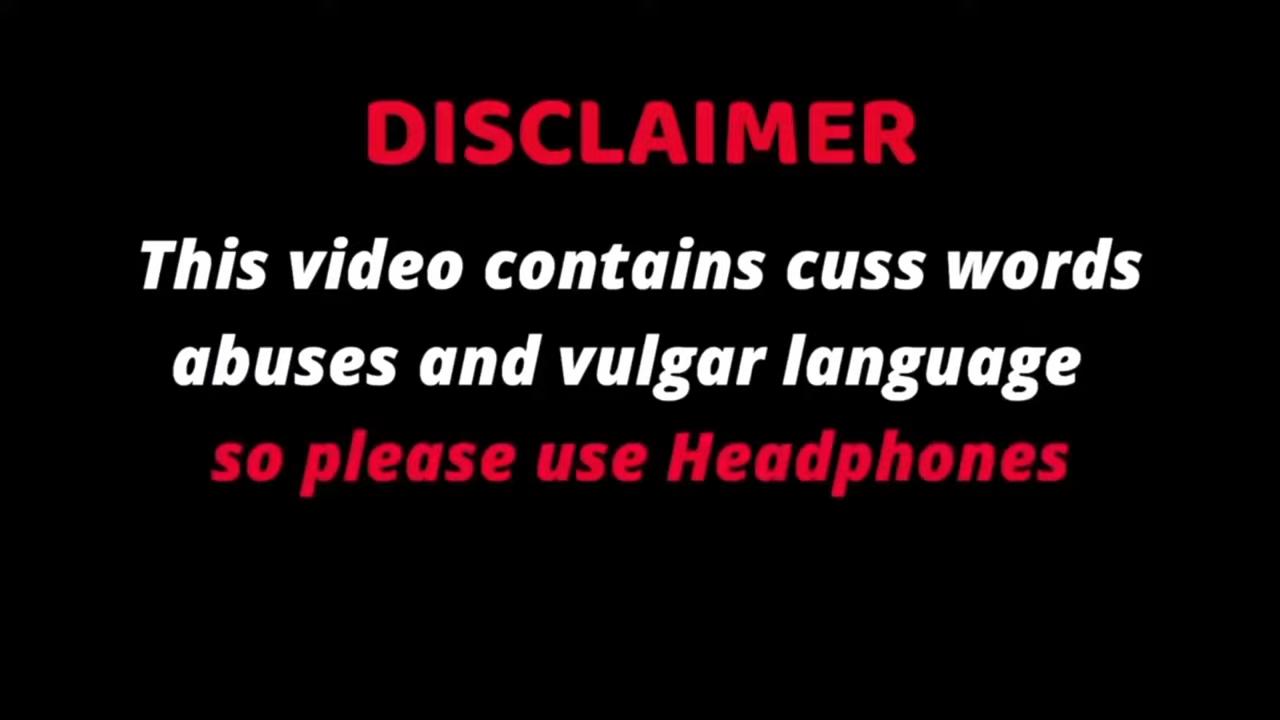 DISCLAIMER
This video contains cuss words
abuses and vulgar language
so please use Headphones